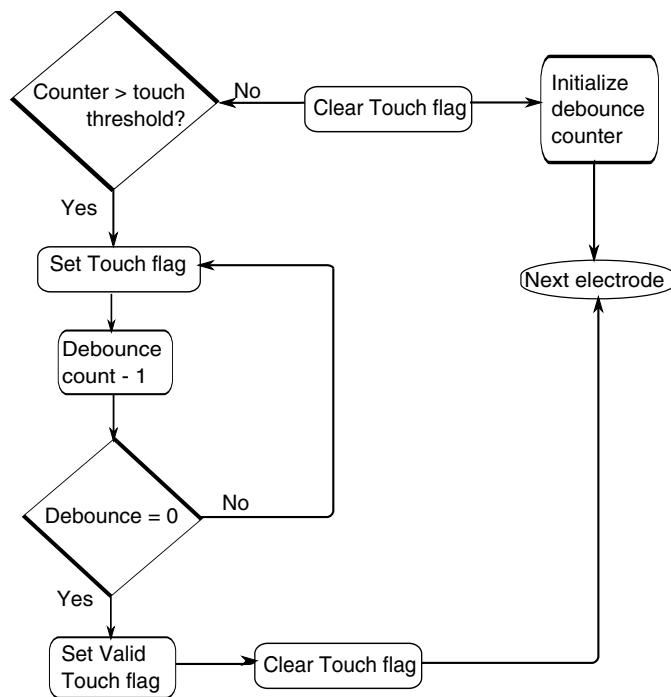 Counter > touch
threshold?
No
Clear Touch flag
Initialize
debounce
counter
Yes
Set Touch flag
Next electrode
Debounce
count - 1
Debounce = 0
No
Yes
Set Valid
Touch flag
Clear Touch flag